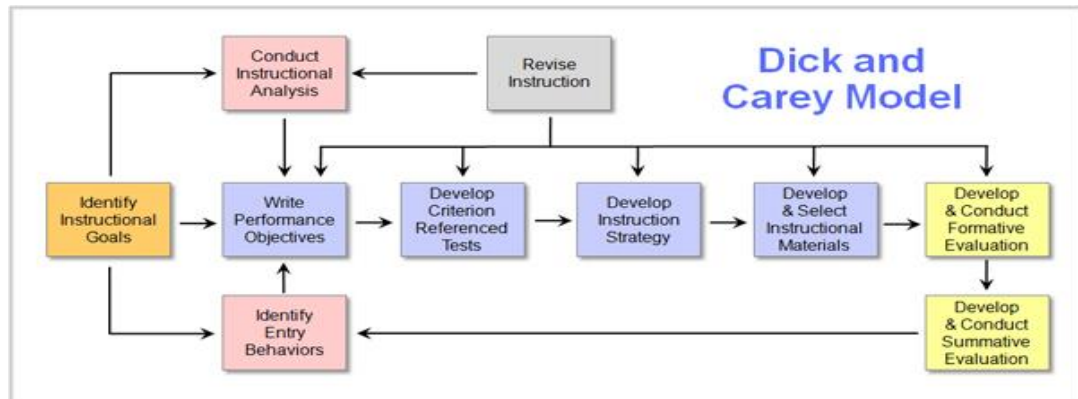 Dick and
Carey Model
Conduct
Instructional
Analysis
Revise
Instruction
Identify
Instructional
Goals
Write
Performance
Objectives
Develop
Criterion
Referenced
Tests
Develop
Instruction
Strategy
Develop
& Select
Instructional
Materials
Develop
& Conduct
Formative
Evaluation
Identify
Entry
Behaviors
Develop
& Conduct
Summative
Evaluation